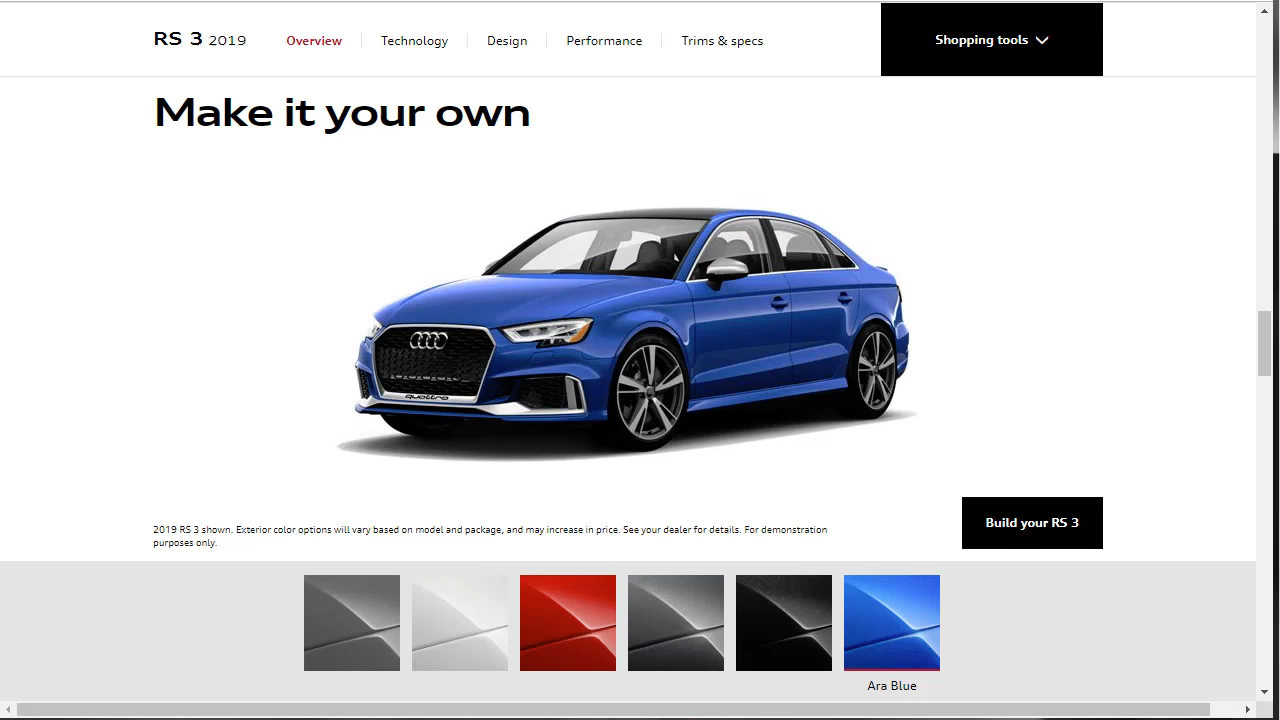 RS 3 2019
Overview
Technology
Design
Performance
Trims & specs
Shopping tools
Make it your own
quattro
2019 RS 3 shown. Exterior color options will vary based on model and package, and may increase in price. See your dealer for details. For demonstration
purposes only.
Build your RS 3
Ara Blue